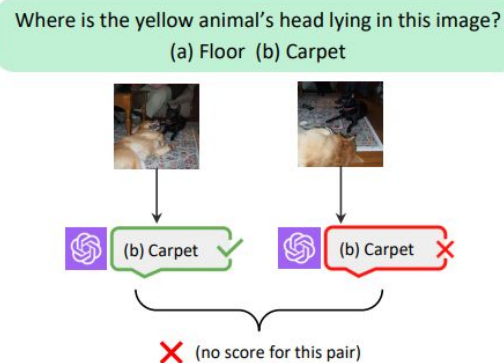 Where is the yellow animal’s head lying in this image?
(a) Floor (b) Carpet
(b) Carpet
(b) Carpet
(no score for this pair)